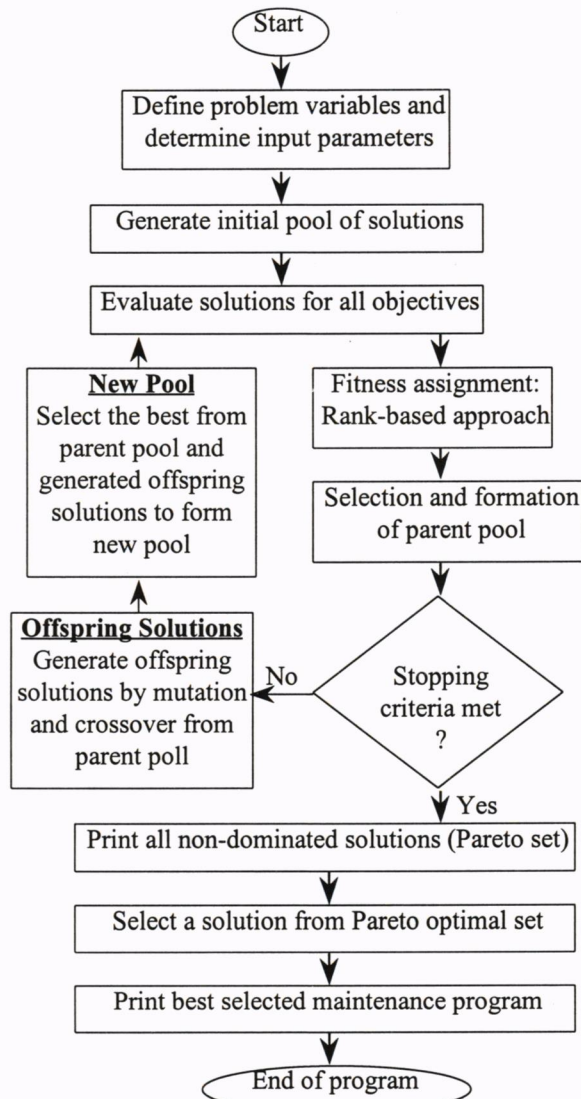 Start
Define problem variables and
determine input parameters
Generate initial pool of solutions
Evaluate solutions for all objectives
New Pool
Select the best from
parent pool and
generated offspring
solutions to form
new pool
Fitness assignment:
Rank-based approach
Selection and formation
of parent pool
Offspring Solutions
Generate offspring
solutions by mutation
and crossover from
parent poll
No
Stopping
criteria met
?
Yes
Print all non-dominated solutions (Pareto set)
Select a solution from Pareto optimal set
Print best selected maintenance program
End of program